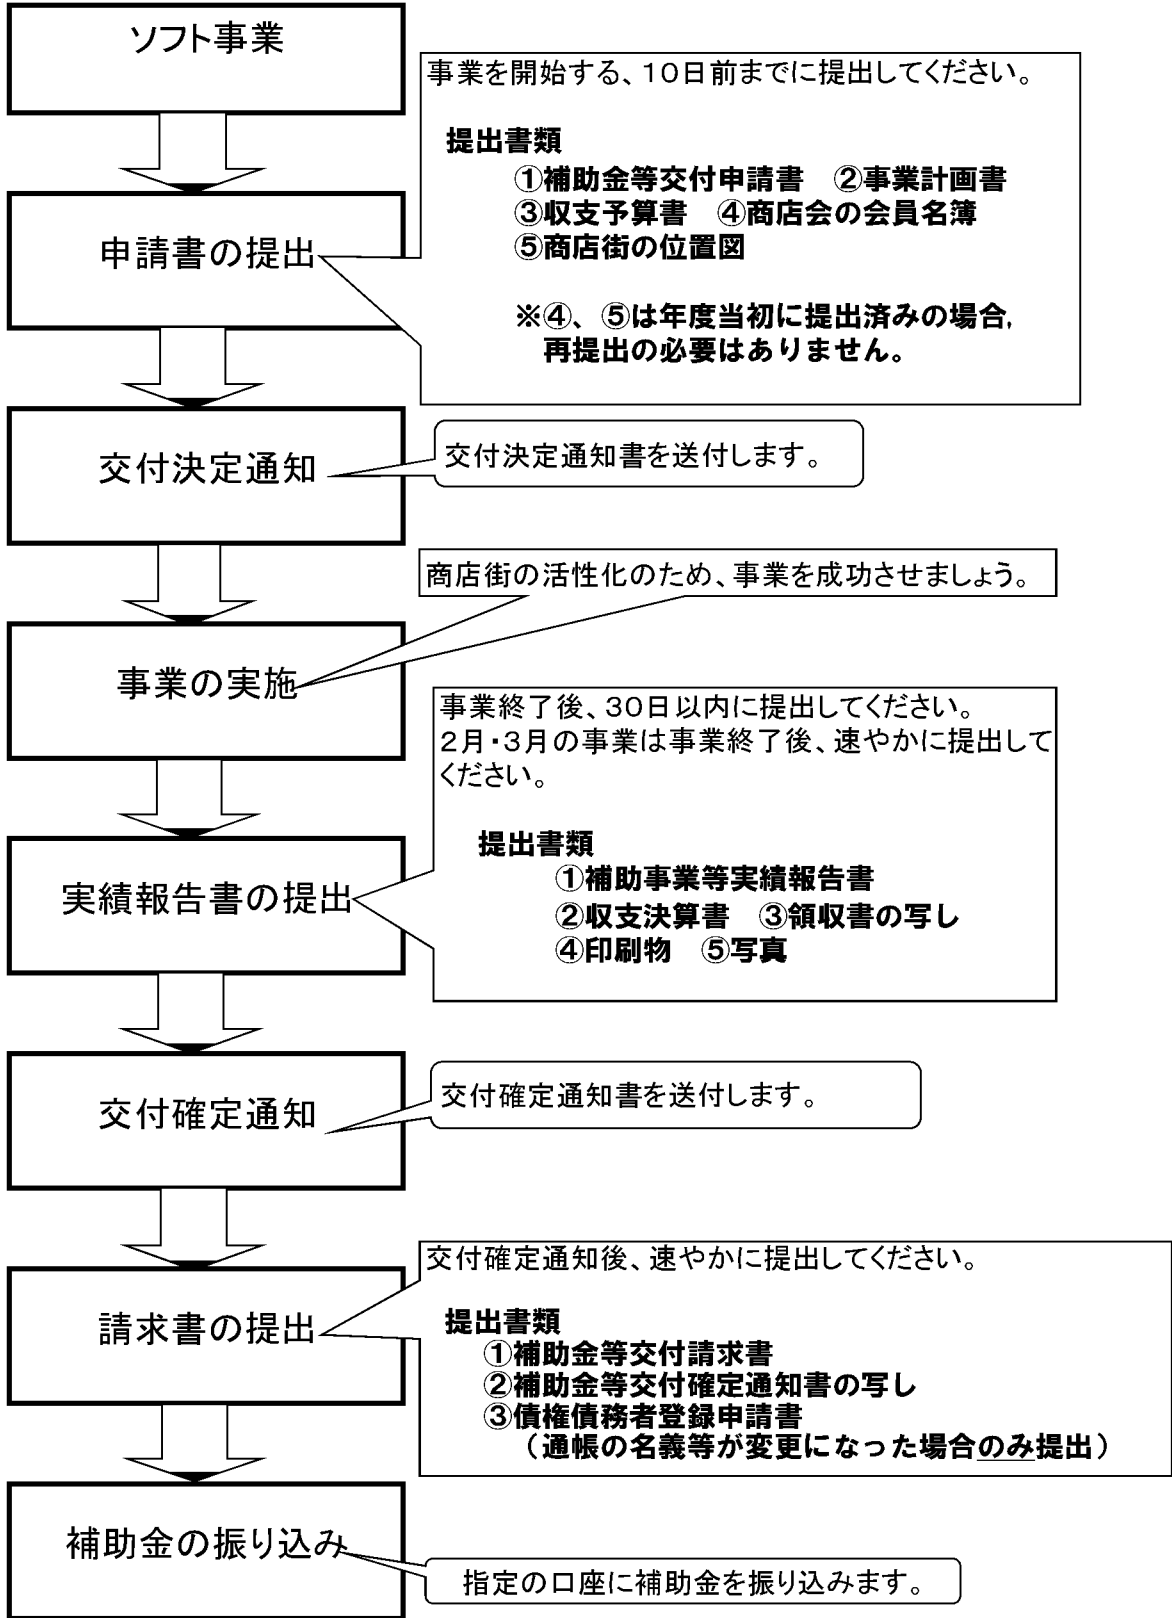 ソフト事業
事業を開始する、10日前までに提出してください。
提出書類
①補助金等交付申請書　②事業計画書
③収支予算書　④商店会の会員名簿
⑤商店街の位置図
※④、⑤は年度当初に提出済みの場合,
再提出の必要はありません。
申請書の提出
交付決定通知
交付決定通知書を送付します。
商店街の活性化のため、事業を成功させましょう。
事業の実施
事業終了後、30日以内に提出してください。
2月・3月の事業は事業終了後、速やかに提出して
ください。
提出書類
①補助事業等実績報告書
②収支決算書　③領収書の写し
④印刷物　⑤写真
実績報告書の提出
交付確定通知
交付確定通知書を送付します。
交付確定通知後、速やかに提出してください。
提出書類
①補助金等交付請求書
②補助金等交付確定通知書の写し
③債権債務者登録申請書
（通帳の名義等が変更になった場合のみ提出）
請求書の提出
補助金の振り込み
指定の口座に補助金を振り込みます。